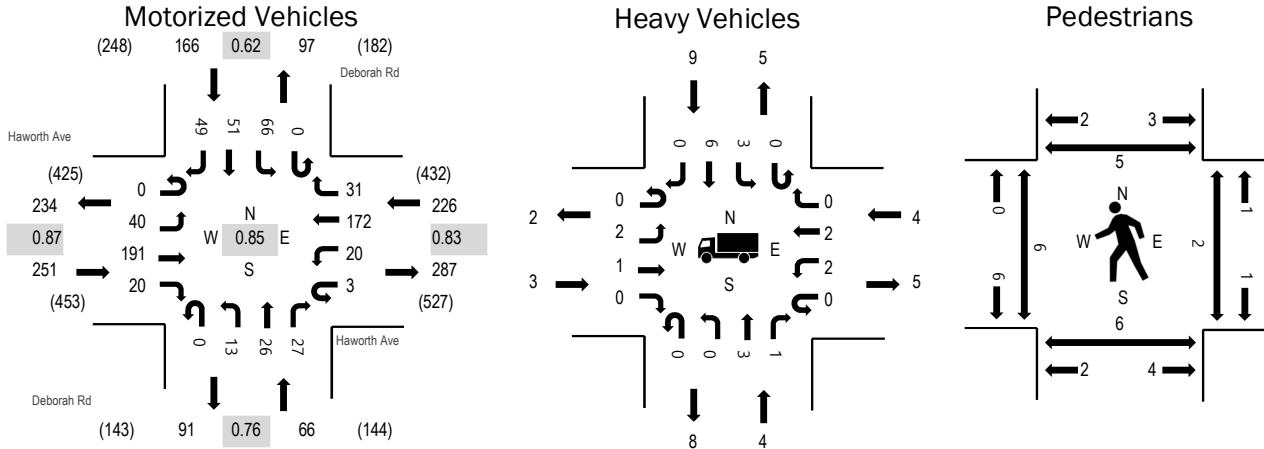 Motorized Vehicles
(248) 166 0.62 97 (182)
Deborah Rd
Haworth Ave
49 51 66 0
(425)
(432)
0
31
234
226
40
N
172
0.87
W 0.85 E
0.83
191
20
251
S
287
20
3
(453)
(527)
0 13 26 27
Haworth Ave
Deborah Rd
(143) 91 0.76 66 (144)
Heavy Vehicles
9 5
0 6 3 0
0
0
2
4
2
N
2
W E
1
2
3
S
5
0
0
0 0 3 1
8 4
Pedestrians
2 3
5
N
0 6
2 1
W E
6
1
S
6
2 4